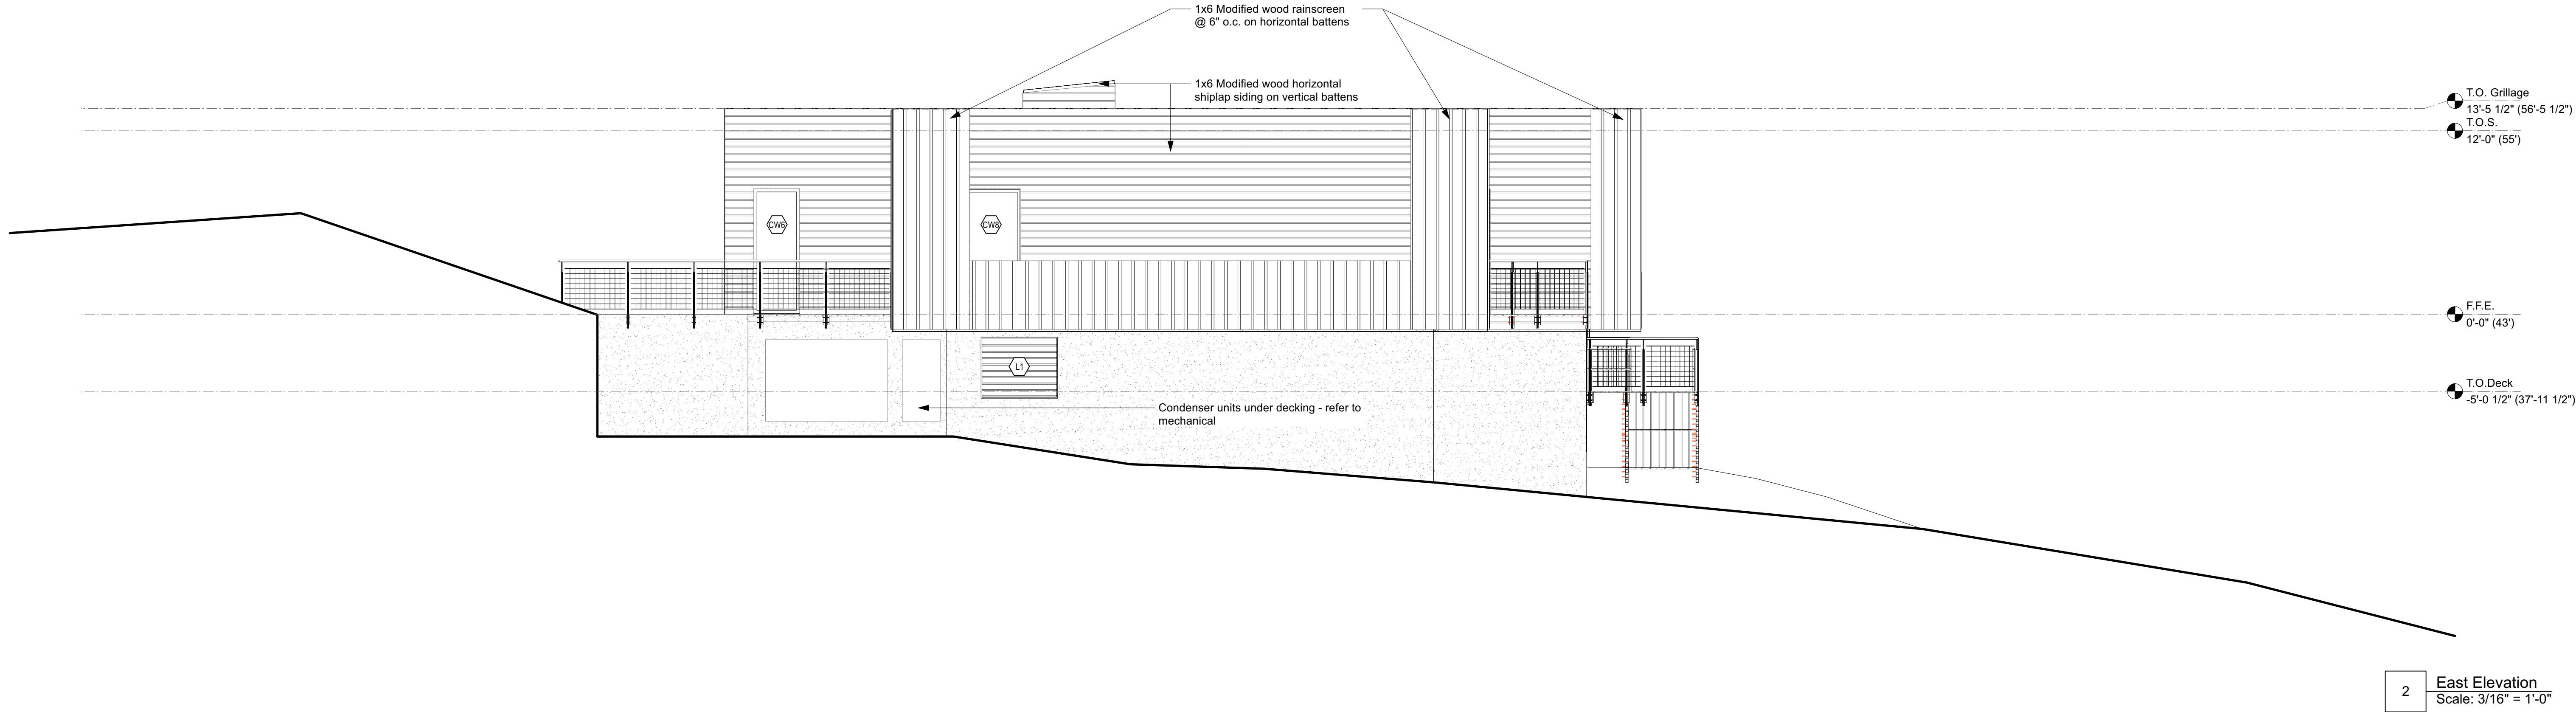 1x6 Modified wood rainscreen
@ 6" o.c. on horizontal battens
1x6 Modified wood horizontal
shiplap siding on vertical battens
T.O. Grillage
13'-5 1/2" (56'-5 1/2")
T.O.S.
12'-0" (55')
CW6
CW8
F.F.E.
0'-0" (43')
L1
T.O.Deck
-5'-0 1/2" (37'-11 1/2")
Condenser units under decking - refer to
mechanical
2
East Elevation
Scale: 3/16" = 1'-0"